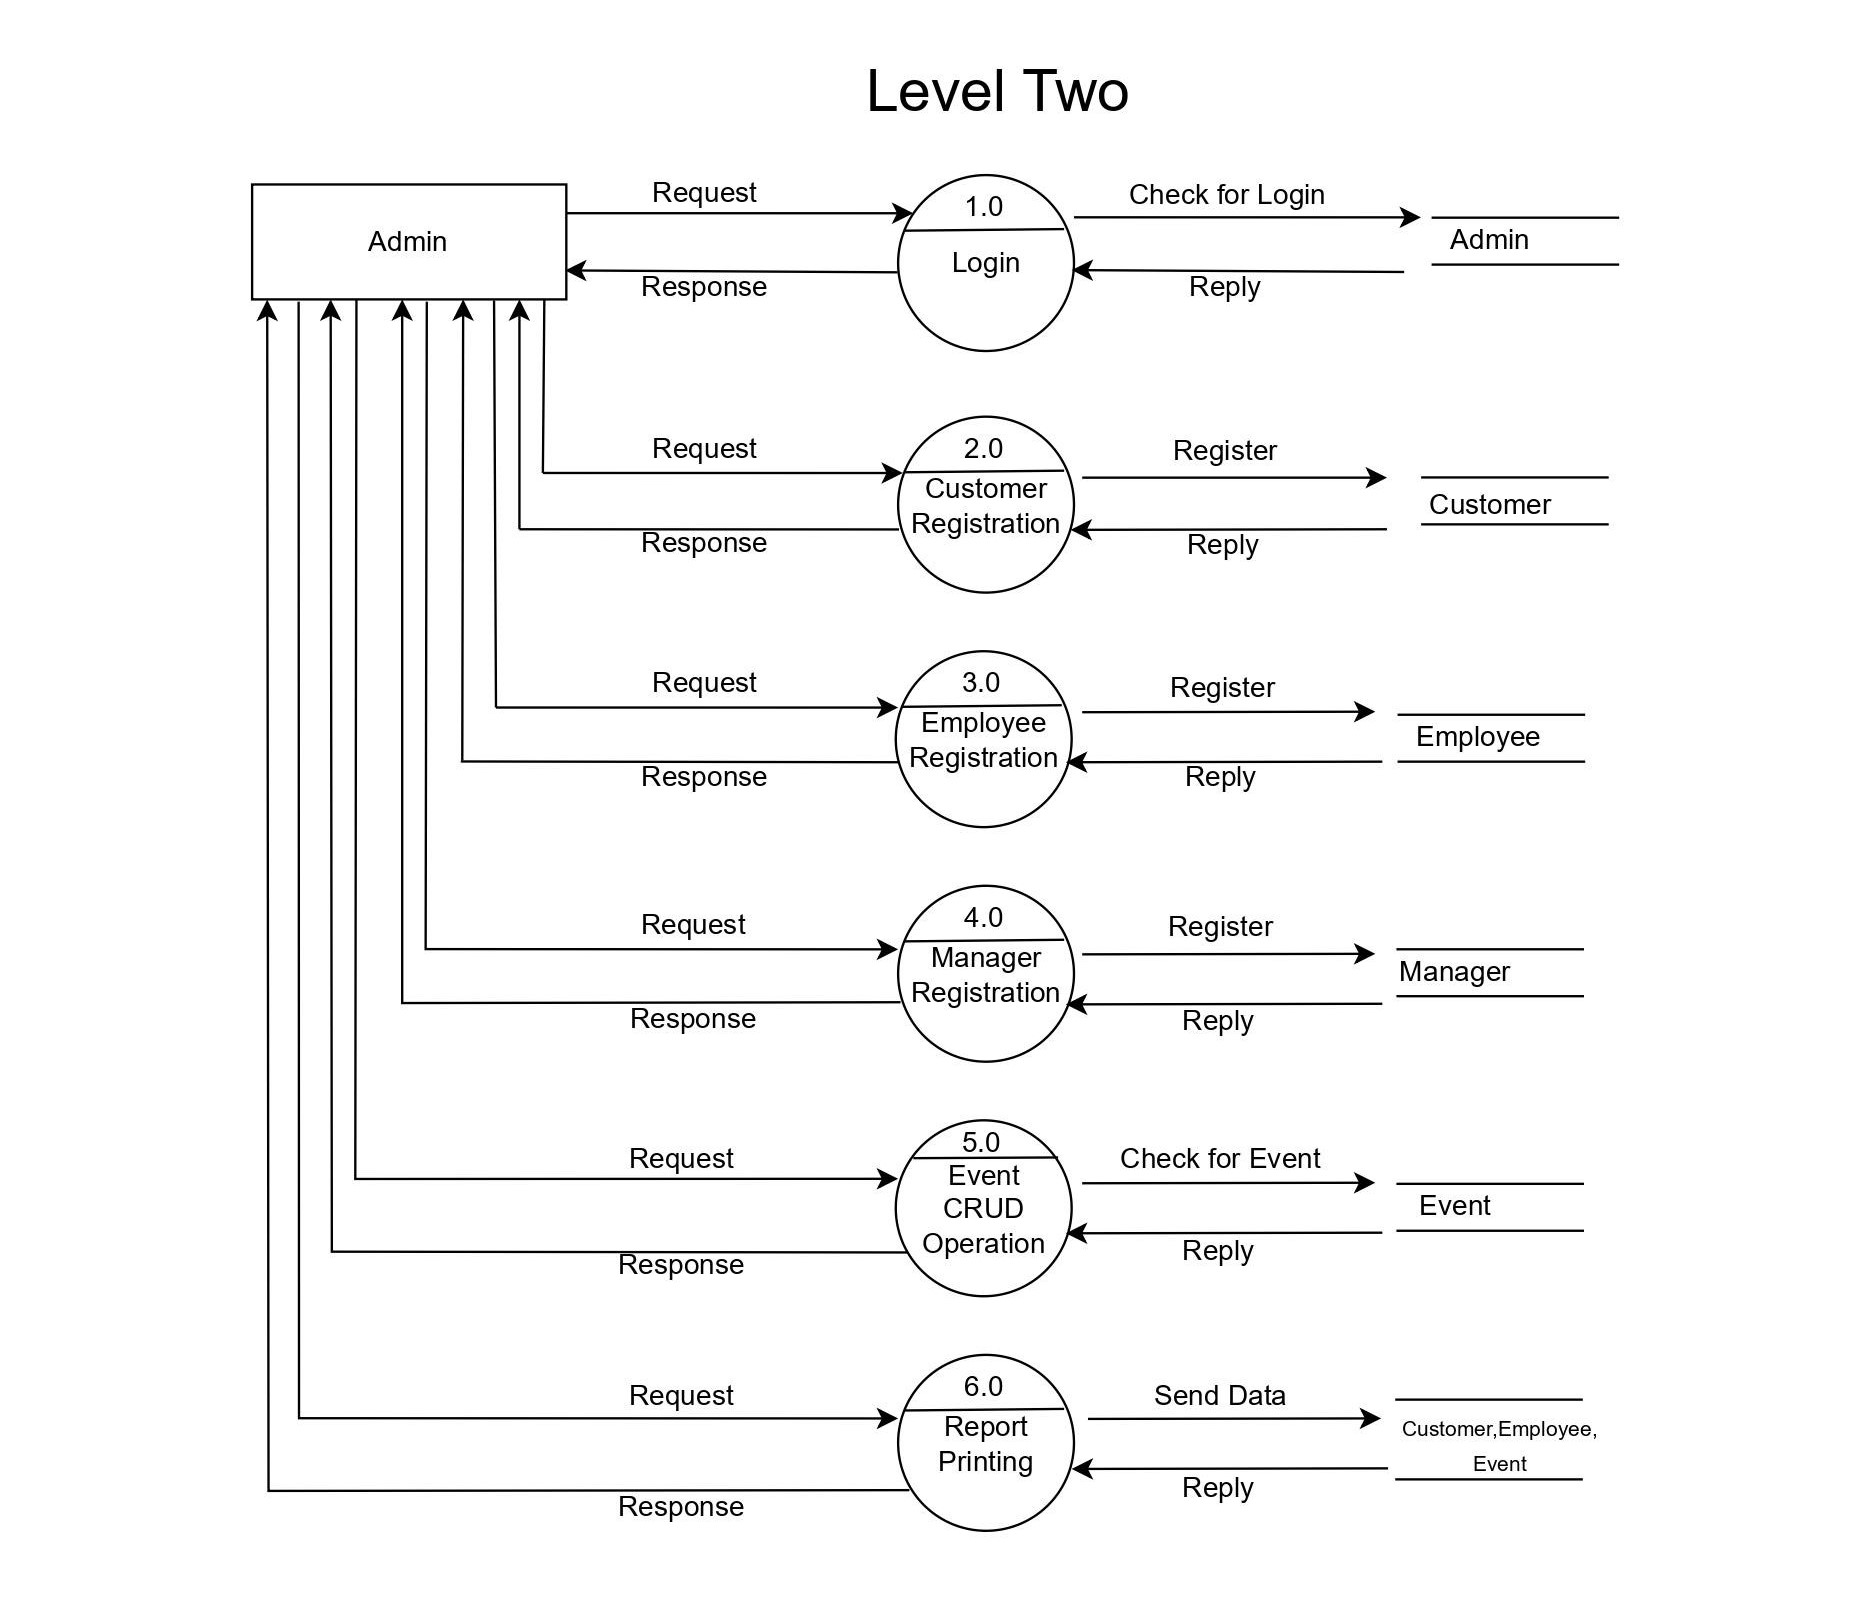 Level Two
Admin
Request
Response
1.0
Login
Check for Login
Reply
Admin
Request
Response
2.0
Customer
Registration
Register
Reply
Customer
Request
Response
3.0
Employee
Registration
Register
Reply
Employee
Request
Response
4.0
Manager
Registration
Register
Reply
Manager
Request
Response
5.0
Event
CRUD
Operation
Check for Event
Reply
Event
Request
Response
6.0
Report
Printing
Send Data
Reply
Customer,Employee,
Event